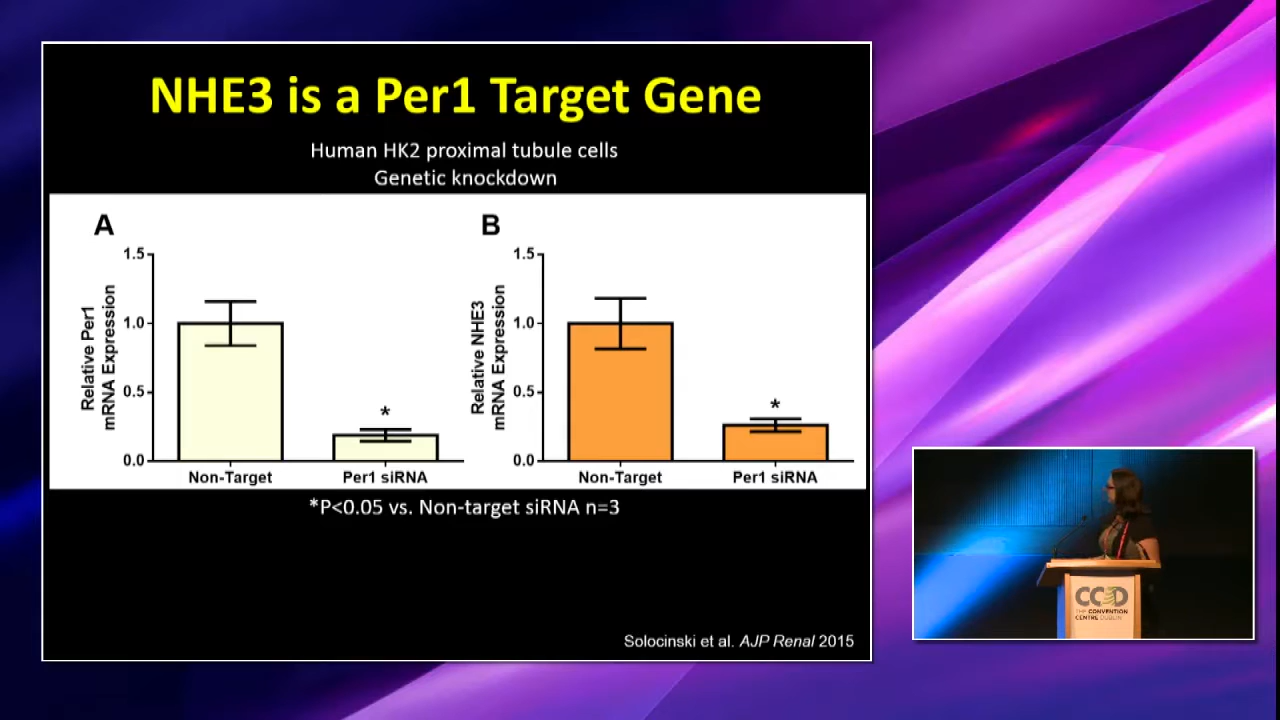 NHE3 is a Per1 Target Gene
Human HK2 proximal tubule cells
Genetic knockdown
A
Relative Per1
mRNA Expression
1.5
1.0
0.5
0.0
*
Non-Target
Per1 siRNA
B
Relative NHE3
mRNA Expression
1.5
1.0
0.5
0.0
*
Non-Target
Per1 siRNA
*P<0.05 vs. Non-target siRNA n=3
Solocinski et al. AJP Renal 2015
CCD
THE CONVENTION
CENTRE DUBLIN